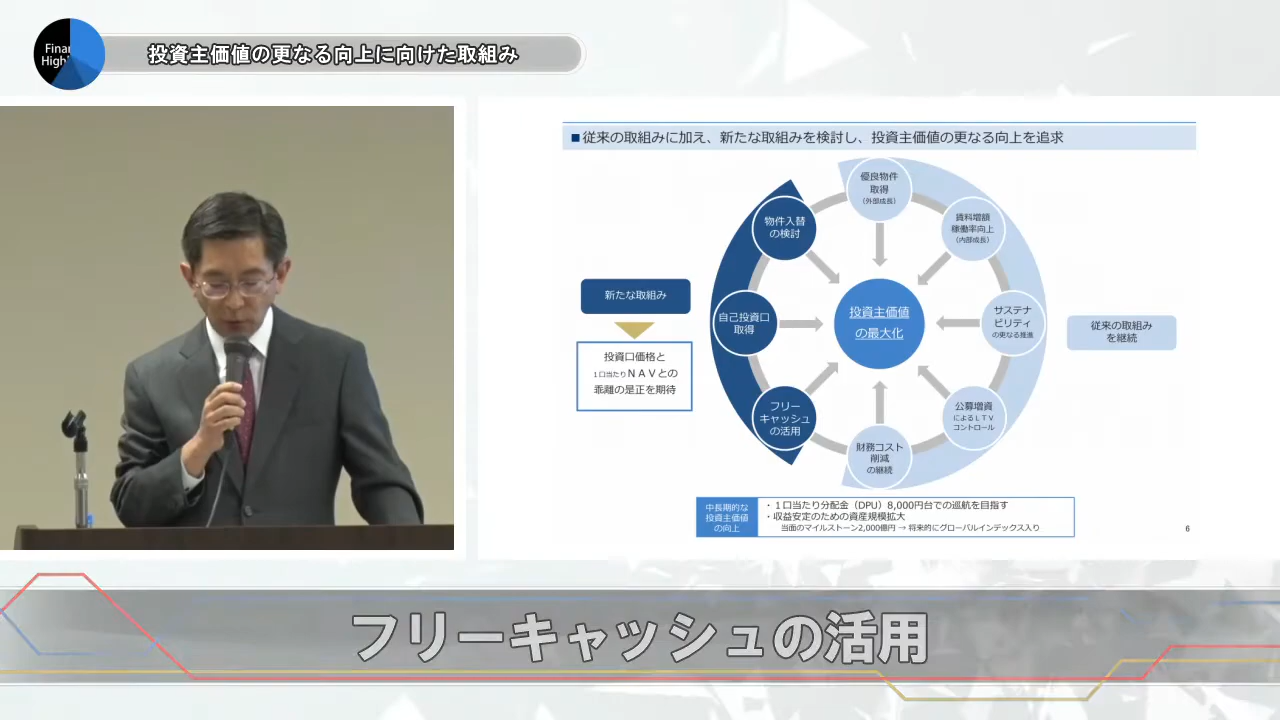 Finan
High
投資主価値の更なる向上に向けた取組み
■従来の取組みに加え、新たな取組みを検討し、投資主価値の更なる向上を追求
優良物件
取得
(外部成長)
賃料増額
稼働率向上
(内部成長)
サステナ
ビリティ
の更なる推進
公募増資
によるLTV
コントロール
財務コスト
削減
の継続
フリー
キャッシュ
の活用
自己投資口
取得
物件入替
の検討
投資主価値
の最大化
新たな取組み
投資口価格と
1口当たりNAVとの
乖離の是正を期待
従来の取組み
を継続
中長期的な
投資主価値
の向上
・1口当たり分配金（DPU）8,000円台での巡航を目指す
・収益安定のための資産規模拡大
当面のマイルストーン2,000億円 → 将来的にグローバルインデックス入り
6
フリーキャッシュの活用